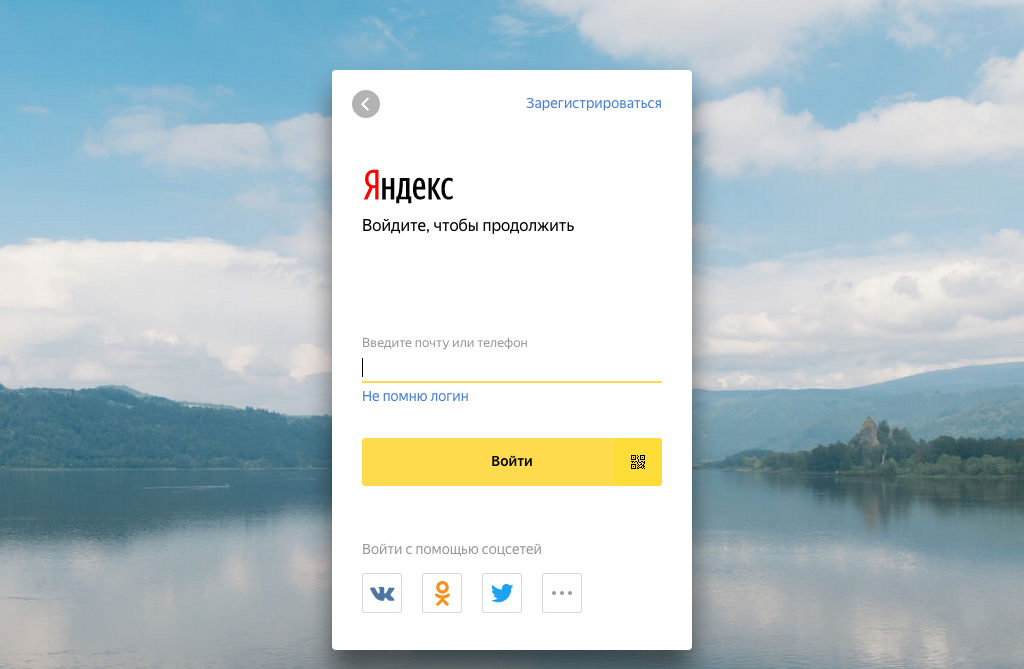 Зарегистрироваться
Яндекс
Войдите, чтобы продолжить
Введите почту или телефон
Не помню логин
Войти
Войти с помощью соцсетей